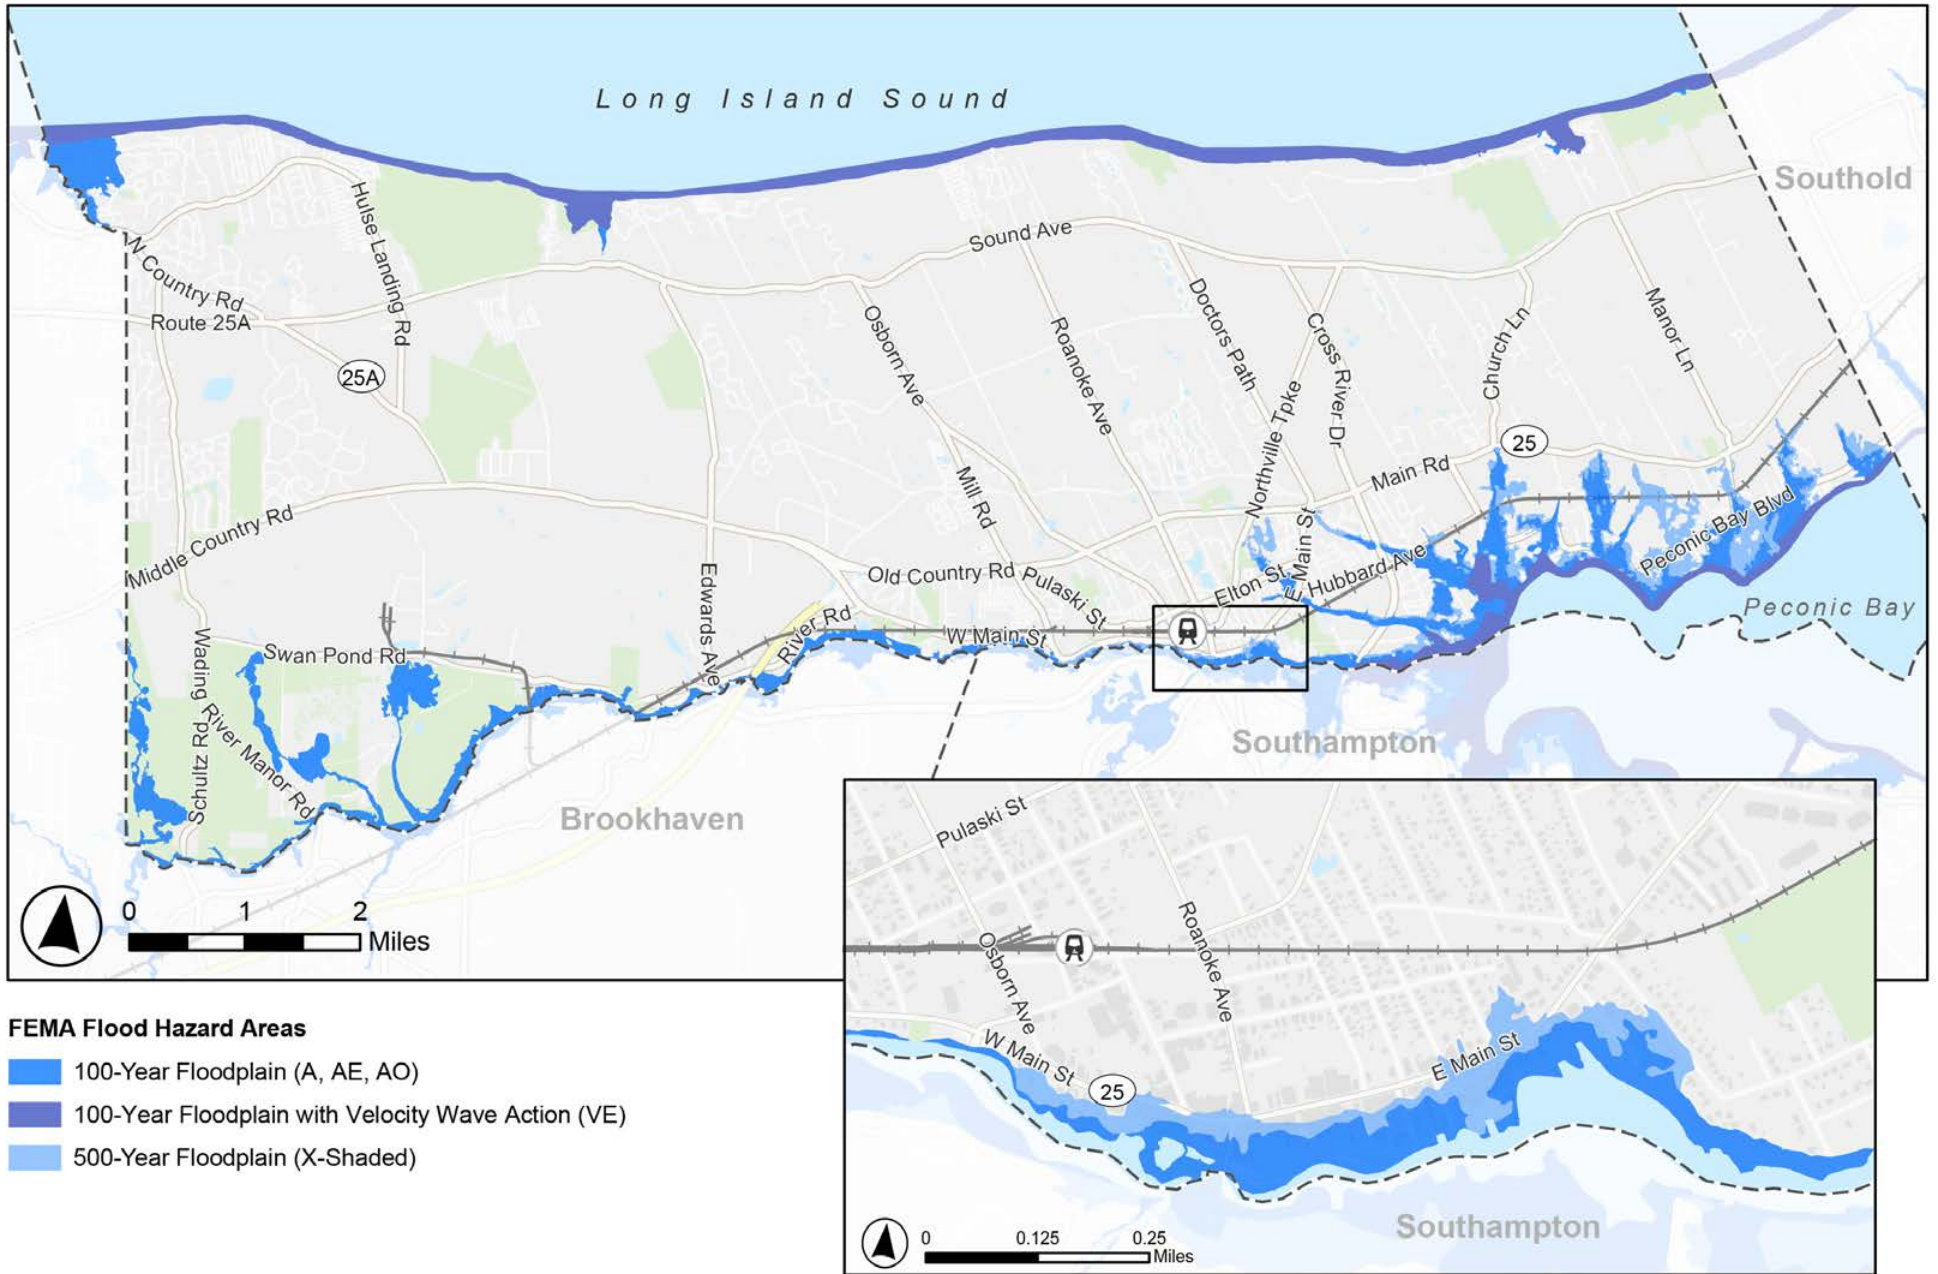 Long Island Sound
Southold
Hulse Landing Rd
N Country Rd
Route 25A
25A
Sound Ave
Osborn Ave
Roanoke Ave
Doctors Path
Cross River Dr
Northville Tpke
Church Ln
Manor Ln
25
Main Rd
Mill Rd
Middle Country Rd
Old Country Rd
Pulaski St
Elton St
E Main St
Hubbard Ave
Peconic Bay Blvd
Peconic Bay
Edwards Ave
River Rd
W Main St
Swan Pond Rd
Wading River Manor Rd
Schultz Rd
Southampton
Brookhaven
0 1 2
Miles
Pulaski St
Osborn Ave
Roanoke Ave
W Main St
25
E Main St
Southampton
0 0.125 0.25
Miles
FEMA Flood Hazard Areas
100-Year Floodplain (A, AE, AO)
100-Year Floodplain with Velocity Wave Action (VE)
500-Year Floodplain (X-Shaded)